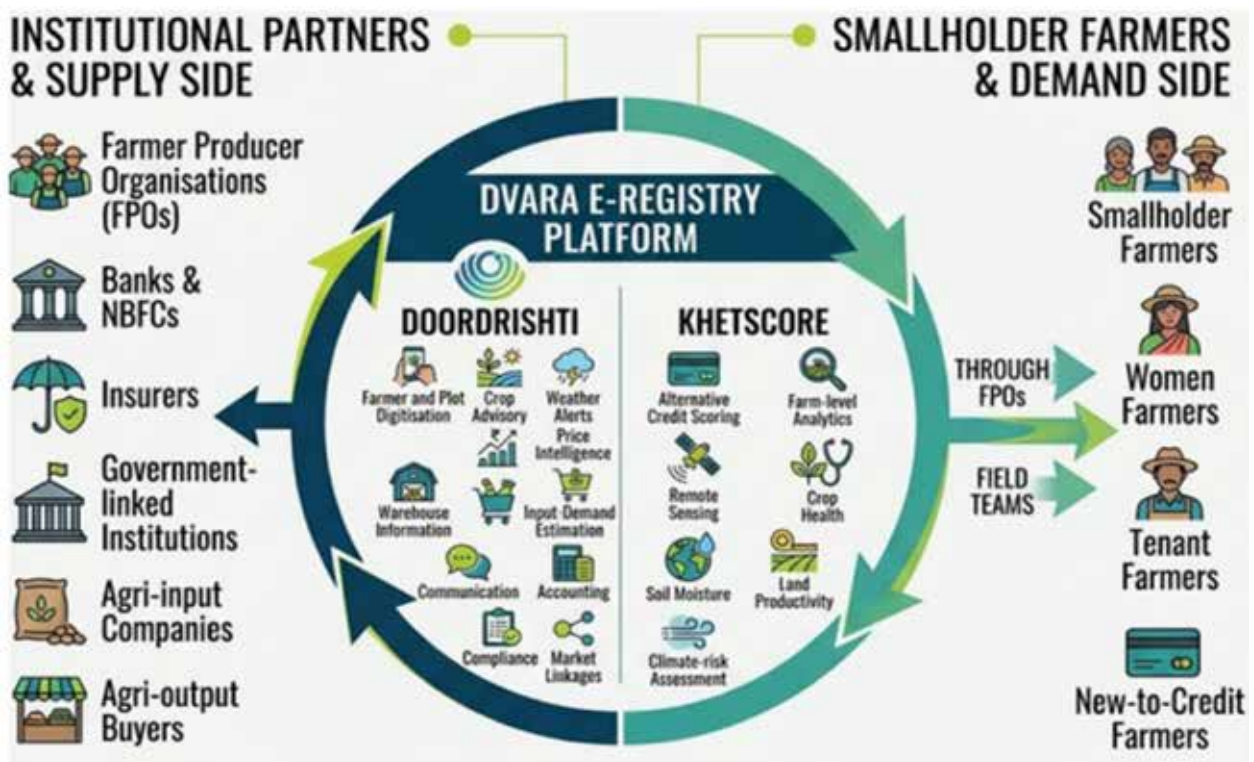 INSTITUTIONAL PARTNERS
& SUPPLY SIDE
Farmer Producer
Organisations
(FPOs)
Banks &
NBFCs
Insurers
Government-
linked
Institutions
Agri-input
Companies
Agri-output
Buyers
DVARA E-REGISTRY
PLATFORM
DOORDRISHTI
Farmer and Plot
Digitisation
Crop
Advisory
Weather
Alerts
Price
Intelligence
Warehouse
Information
Input-Demand
Estimation
Communication
Accounting
Compliance
Market
Linkages
KHETSCORE
Alternative
Credit Scoring
Farm-level
Analytics
Remote
Sensing
Crop
Health
Soil Moisture
Land
Productivity
Climate-risk
Assessment
THROUGH
FPOs
FIELD
TEAMS
SMALLHOLDER FARMERS
& DEMAND SIDE
Smallholder
Farmers
Women
Farmers
Tenant
Farmers
New-to-Credit
Farmers